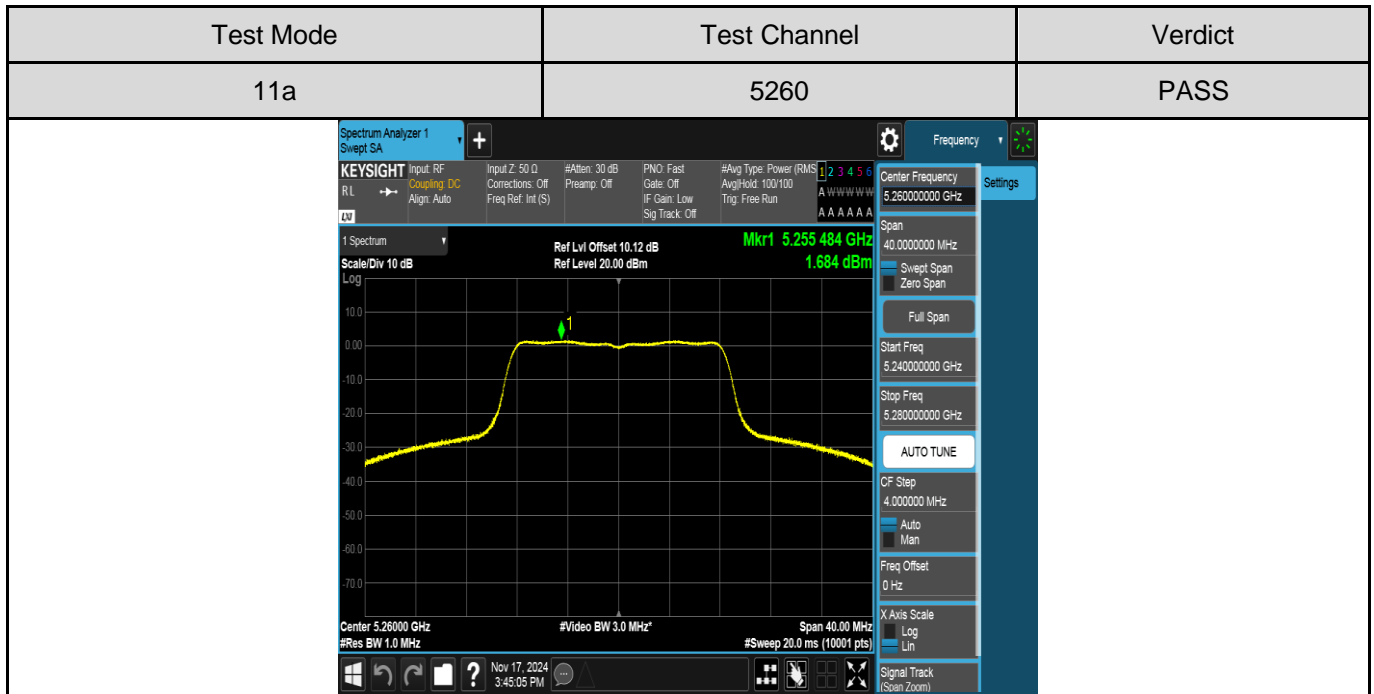 Test Mode Test Channel Verdict
11a 5260 PASS
Spectrum Analyzer 1
Swept SA
+
Frequency
KEYSIGHT
RL
LXI
Input: RF
Coupling: DC
Align: Auto
Input Z: 50 Ω
Corrections: Off
Freq Ref: Int (S)
#Atten: 30 dB
Preamp: Off
PNO: Fast
Gate: Off
IF Gain: Low
Sig Track: Off
#Avg Type: Power (RMS
Avg|Hold: 100/100
Trig: Free Run
1 2 3 4 5 6
A W W W W W
A A A A A A
1 Spectrum
Scale/Div 10 dB
Ref Lvl Offset 10.12 dB
Ref Level 20.00 dBm
Mkr1 5.255 484 GHz
1.684 dBm
Log
10.0
0.00
-10.0
-20.0
-30.0
-40.0
-50.0
-60.0
-70.0
1
Center 5.26000 GHz
#Res BW 1.0 MHz
#Video BW 3.0 MHz*
Span 40.00 MHz
#Sweep 20.0 ms (10001 pts)
?
Nov 17, 2024
3:45:05 PM
Center Frequency
5.260000000 GHz
Settings
Span
40.0000000 MHz
Swept Span
Zero Span
Full Span
Start Freq
5.240000000 GHz
Stop Freq
5.280000000 GHz
AUTO TUNE
CF Step
4.000000 MHz
Auto
Man
Freq Offset
0 Hz
X Axis Scale
Log
Lin
Signal Track
(Span Zoom)